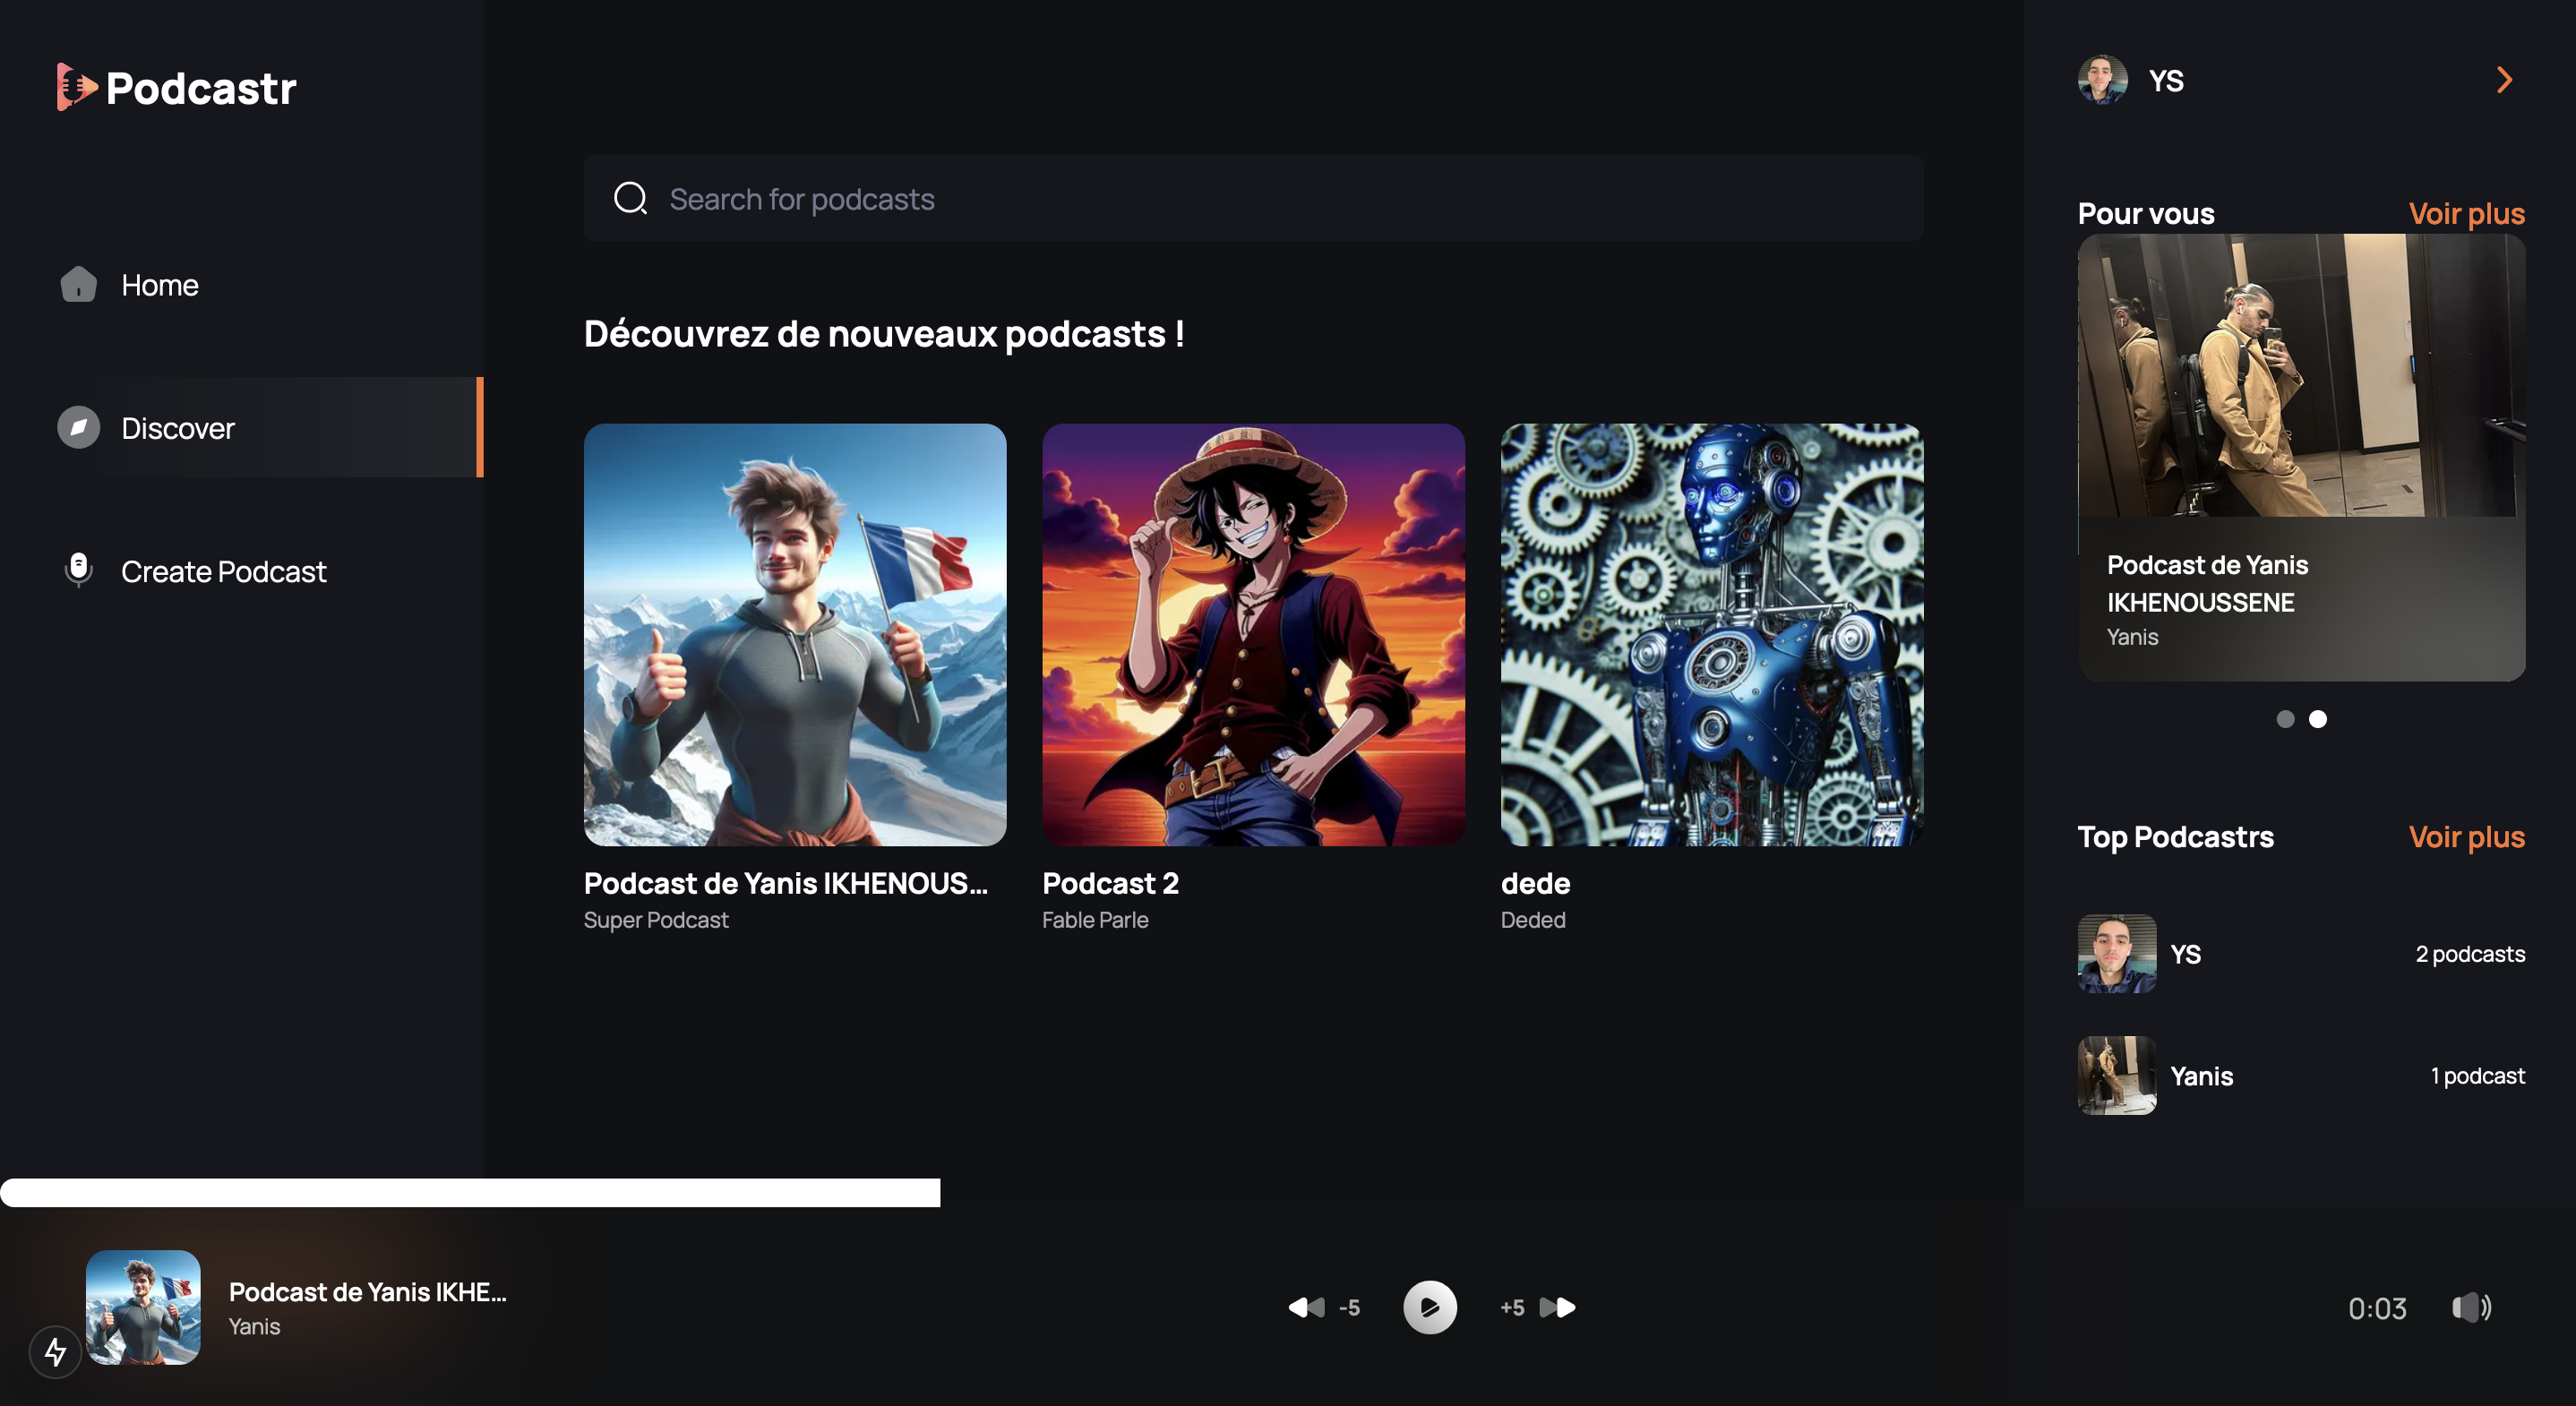 Podcastr
Home
Discover
Create Podcast
Search for podcasts
Découvrez de nouveaux podcasts !
Podcast de Yanis IKHENOUS...
Super Podcast
Podcast 2
Fable Parle
dede
Deded
YS
Pour vous
Voir plus
Podcast de Yanis
IKHENOUSSENE
Yanis
Top Podcastrs
Voir plus
YS
2 podcasts
Yanis
1 podcast
Podcast de Yanis IKHE...
Yanis
-5
+5
0:03